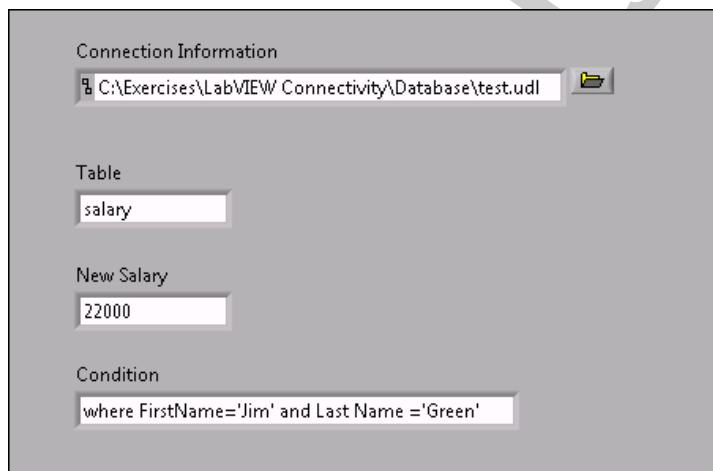 Connection Information
C:\Exercises\LabVIEW Connectivity\Database\test.udl
Table
salary
New Salary
22000
Condition
where FirstName='Jim' and Last Name ='Green'